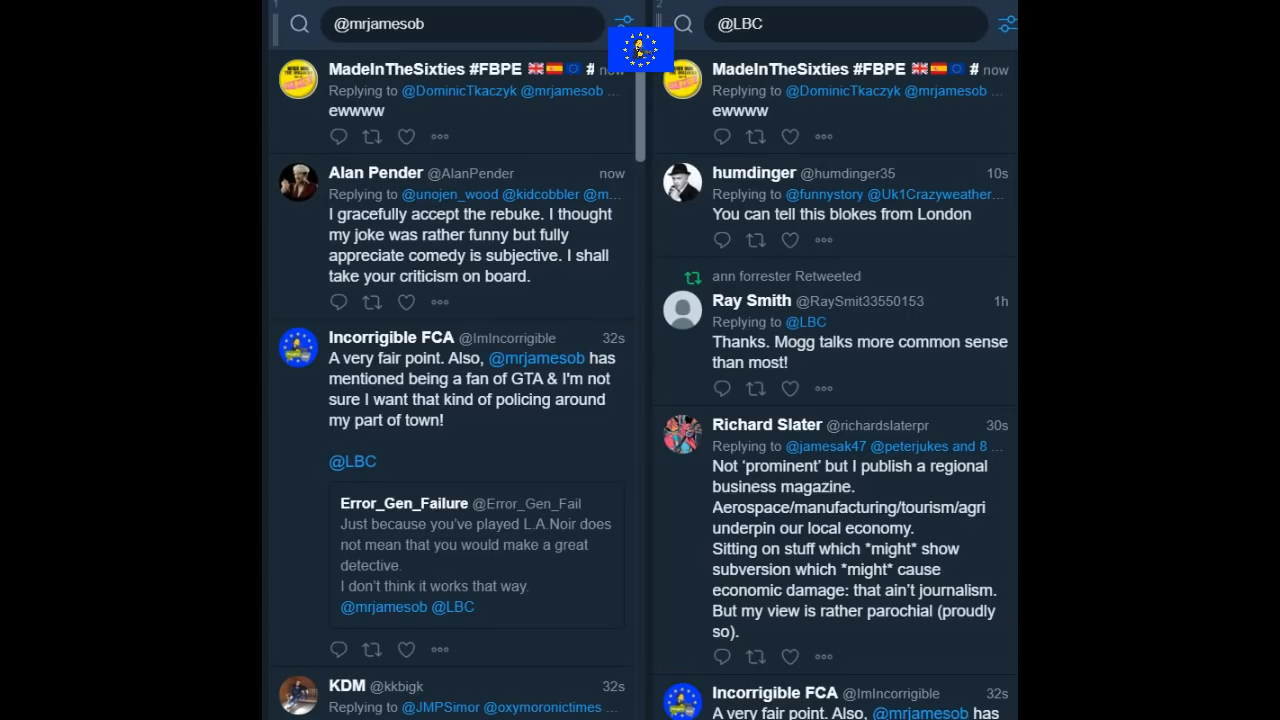 1
@mrjamesob
MadeInTheSixties #FBPE # now
Replying to @DominicTkaczyk @mrjamesob ...
ewwww
Alan Pender @AlanPender now
Replying to @unojen_wood @kidcobbler @m...
I gracefully accept the rebuke. I thought
my joke was rather funny but fully
appreciate comedy is subjective. I shall
take your criticism on board.
Incorrigible FCA @ImIncorrigible 32s
A very fair point. Also, @mrjamesob has
mentioned being a fan of GTA & I'm not
sure I want that kind of policing around
my part of town!
@LBC
Error_Gen_Failure @Error_Gen_Fail
Just because you've played L.A.Noir does
not mean that you would make a great
detective.
I don't think it works that way.
@mrjamesob @LBC
KDM @kkbigk 32s
Replying to @JMPSimor @oxymoronictimes ...
2
@LBC
MadeInTheSixties #FBPE # now
Replying to @DominicTkaczyk @mrjamesob ...
ewwww
humdinger @humdinger35 10s
Replying to @funnystory @Uk1Crazyweather...
You can tell this blokes from London
ann forrester Retweeted
Ray Smith @RaySmit33550153 1h
Replying to @LBC
Thanks. Mogg talks more common sense
than most!
Richard Slater @richardslaterpr 30s
Replying to @jamesak47 @peterjukes and 8 ...
Not ‘prominent’ but I publish a regional
business magazine.
Aerospace/manufacturing/tourism/agri
underpin our local economy.
Sitting on stuff which *might* show
subversion which *might* cause
economic damage: that ain’t journalism.
But my view is rather parochial (proudly
so).
Incorrigible FCA @ImIncorrigible 32s
A very fair point. Also, @mrjamesob has